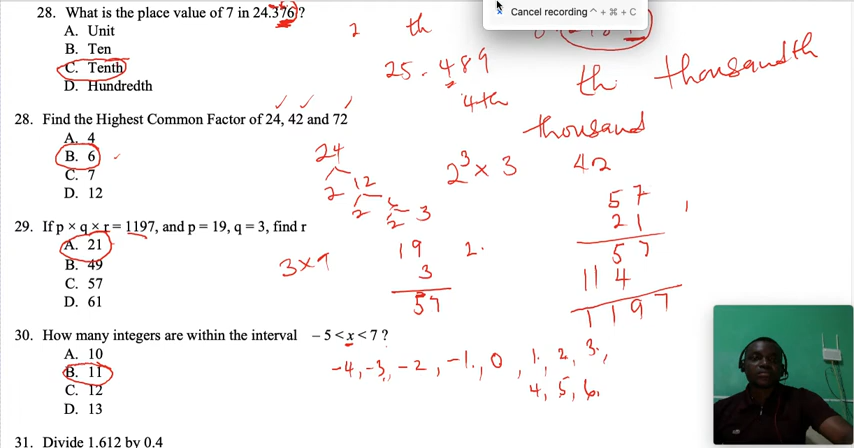 Cancel recording ^ + ⌘ + C
28. What is the place value of 7 in 24.376 ?
A. Unit
B. Ten
C. Tenth
D. Hundredth
2 th
25.489
4th
th thousandth
thousand
28. Find the Highest Common Factor of 24, 42 and 72
A. 4
B. 6
C. 7
D. 12
24
2 12
2
2 3
2³ × 3
42
29. If p × q × r = 1197, and p = 19, q = 3, find r
A. 21
B. 49
C. 57
D. 61
19
3
57
2.
57
21
57
114
1197
30. How many integers are within the interval – 5 < x < 7 ?
A. 10
B. 11
C. 12
D. 13
-4, -3, -2, -1, 0, 1, 2, 3,
4, 5, 6
31. Divide 1.612 by 0.4